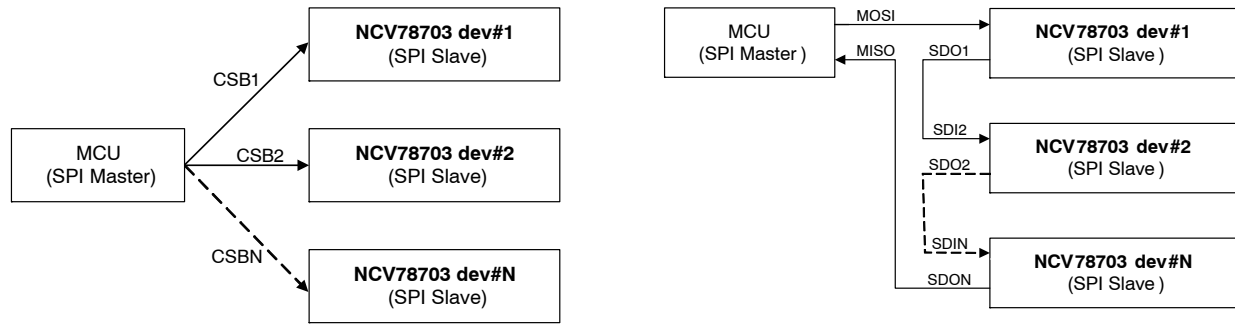 NCV78703 dev#1
(SPI Slave)
CSB1
MCU
(SPI Master)
CSB2
NCV78703 dev#2
(SPI Slave)
CSBN
NCV78703 dev#N
(SPI Slave)
MCU
(SPI Master )
MOSI
MISO
SDO1
NCV78703 dev#1
(SPI Slave )
SDI2
SDO2
NCV78703 dev#2
(SPI Slave )
SDIN
SDON
NCV78703 dev#N
(SPI Slave )